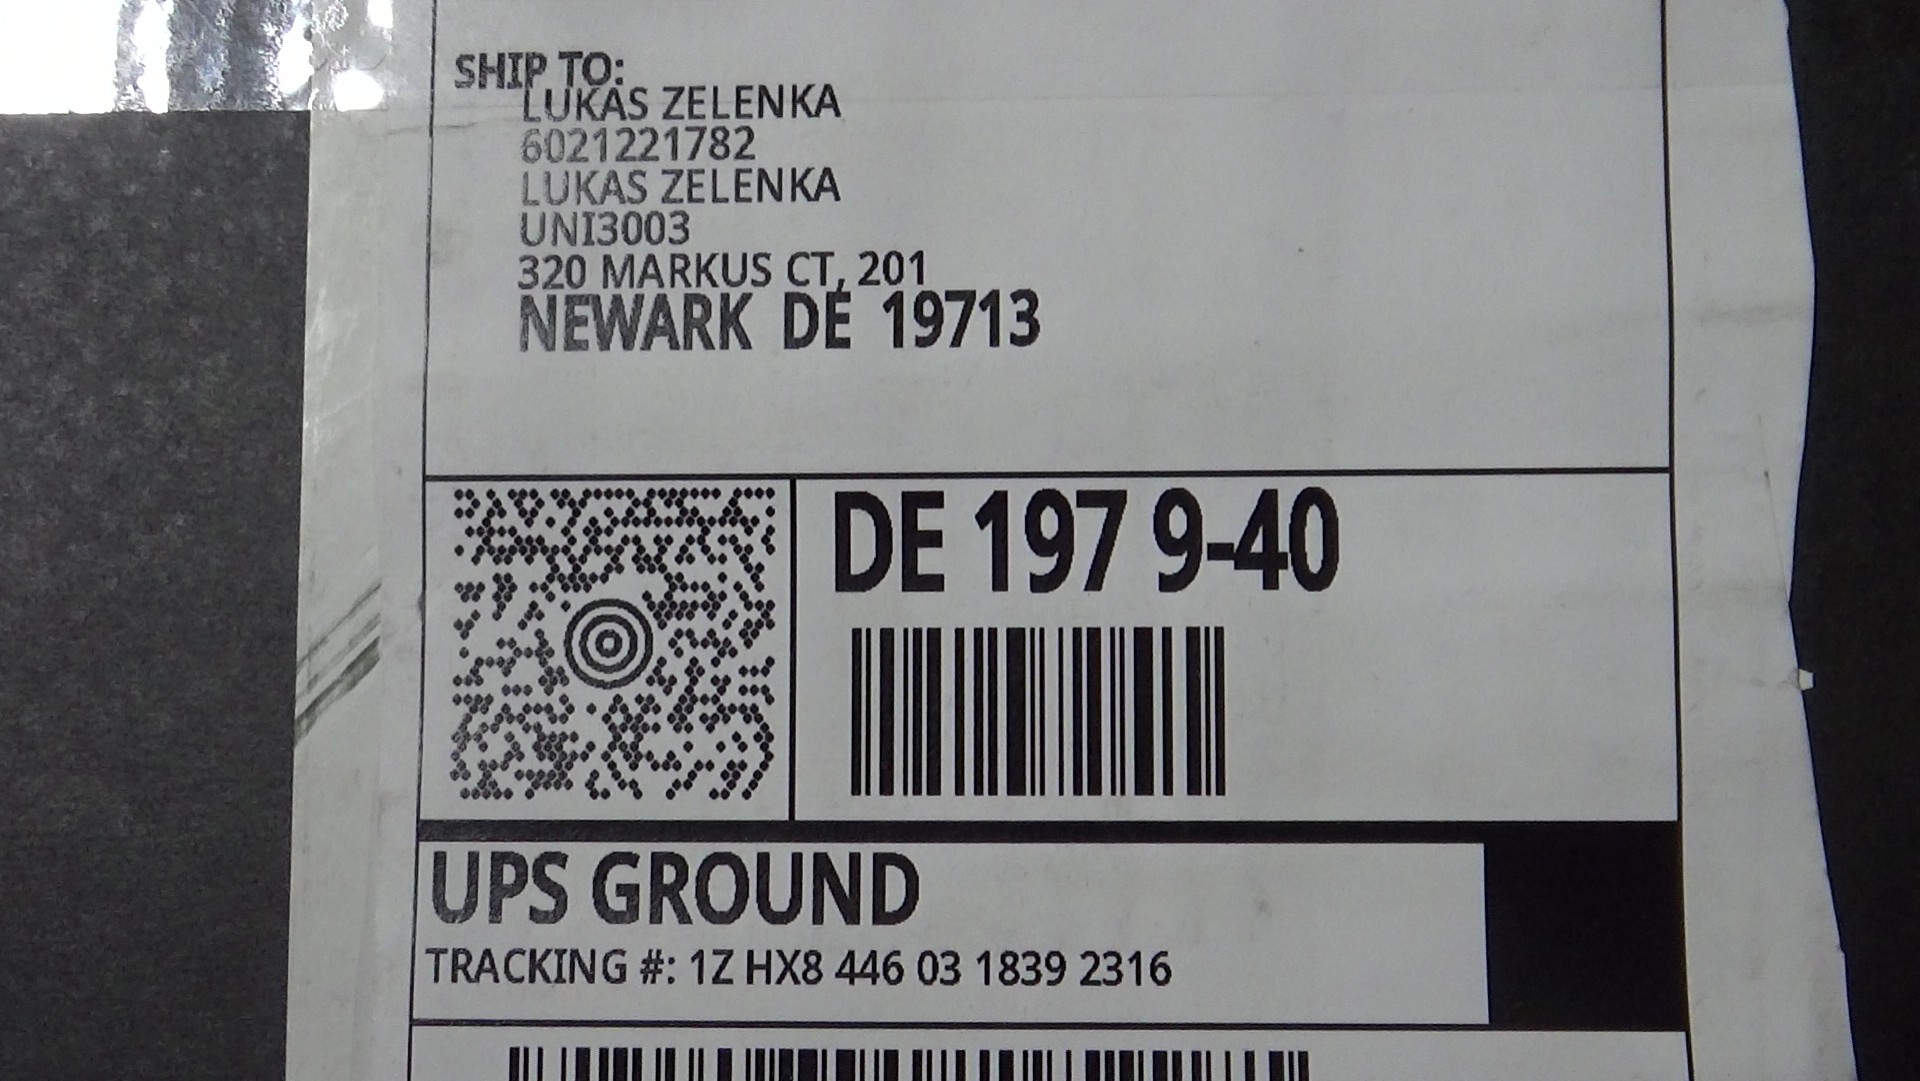 SHIP TO:
LUKAS ZELENKA
6021221782
LUKAS ZELENKA
UNI3003
320 MARKUS CT, 201
NEWARK DE 19713
DE 197 9-40
UPS GROUND
TRACKING #: 1Z HX8 446 03 1839 2316